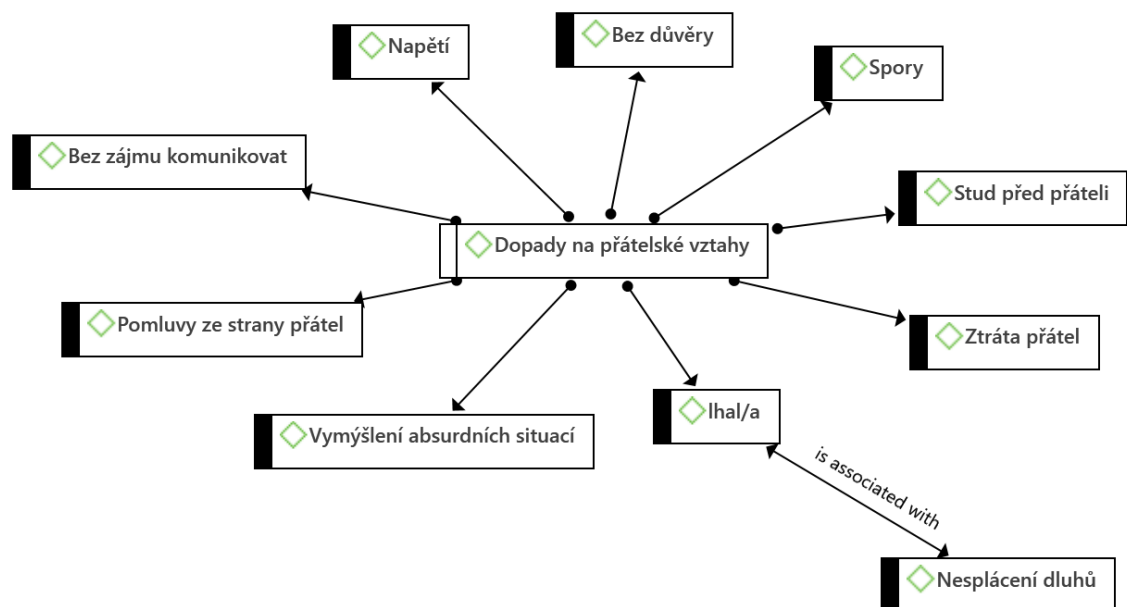 Bez důvěry
Napětí
Spory
Bez zájmu komunikovat
Stud před přáteli
Dopady na přátelské vztahy
Pomluvy ze strany přátel
Ztráta přátel
lhal/a
Vymýšlení absurdních situací
is associated with
Nesplácení dluhů